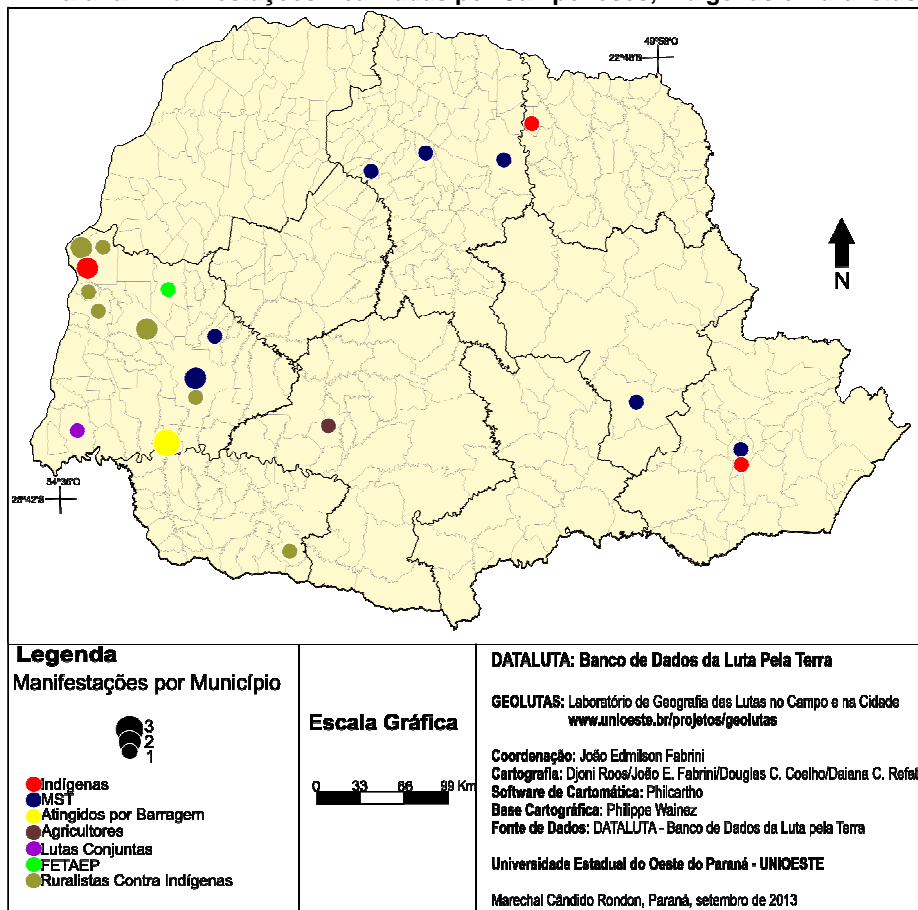 49°58'O
22°48'S
N
54°36'O
26°42'S
Legenda
Manifestações por Município
3
2
1
Indígenas
MST
Atingidos por Barragem
Agricultores
Lutas Conjuntas
FETAEP
Ruralistas Contra Indígenas
Escala Gráfica
0 33 66 99 Km
DATALUTA: Banco de Dados da Luta Pela Terra
GEOLUTAS: Laboratório de Geografia das Lutas no Campo e na Cidade
www.unioeste.br/projetos/geolutas
Coordenação: João Edmilson Fabrini
Cartografia: Djoni Roos/João E. Fabrini/Douglas C. Coelho/Daiana C. Refat
Software de Cartomática: Philcartho
Base Cartográfica: Philippe Wainez
Fonte de Dados: DATALUTA - Banco de Dados da Luta pela Terra
Universidade Estadual do Oeste do Paraná - UNIOESTE
Marechal Cândido Rondon, Paraná, setembro de 2013